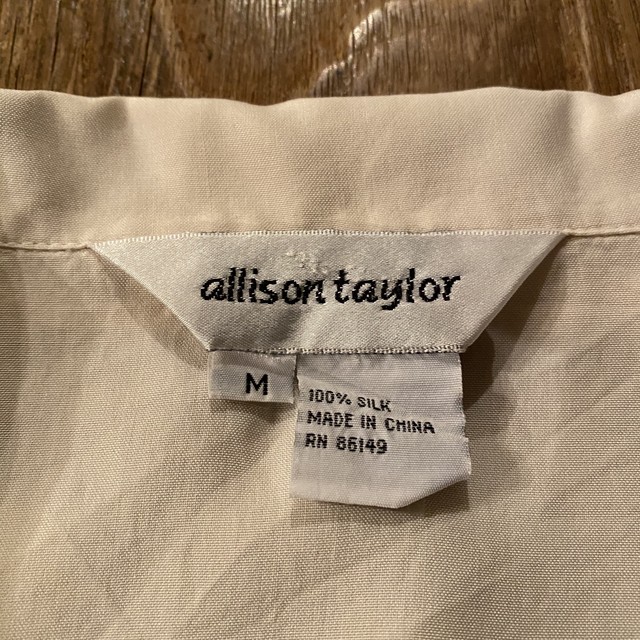 allison taylor
M
100% SILK
MADE IN CHINA
RN 86149